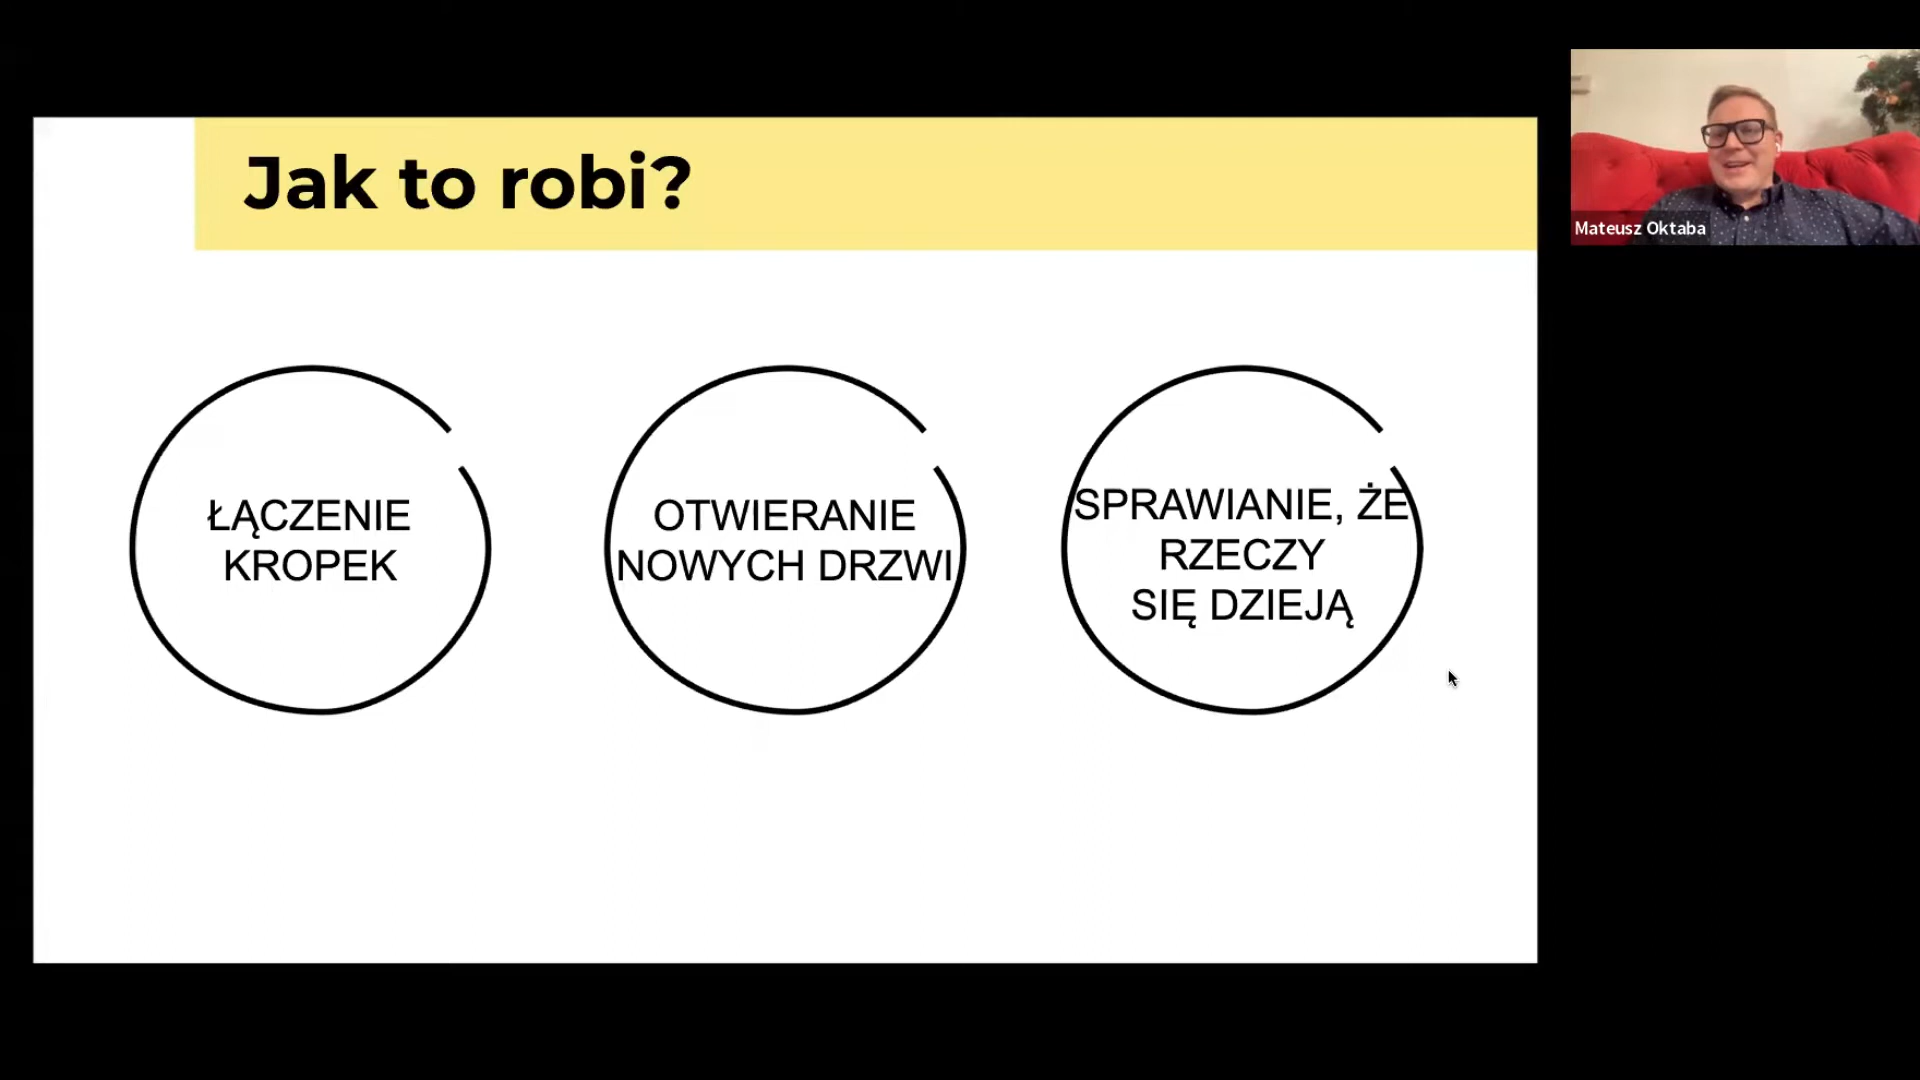 Jak to robi?
ŁĄCZENIE
KROPEK
OTWIERANIE
NOWYCH DRZWI
SPRAWIANIE, ŻE
RZECZY
SIĘ DZIEJĄ
Mateusz Oktaba